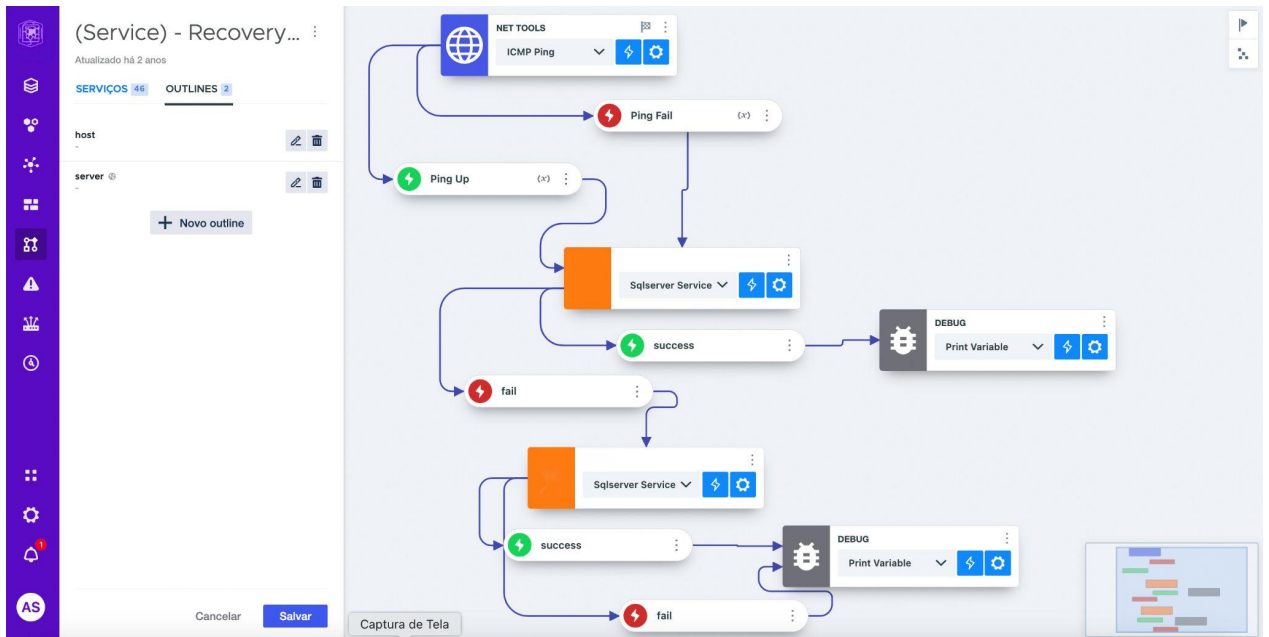 (Service) - Recovery...
Atualizado há 2 anos
SERVIÇOS 46
OUTLINES 2
host
-
server
-
+ Novo outline
Cancelar
Salvar
1
AS
NET TOOLS
ICMP Ping
Ping Fail
(x)
Ping Up
(x)
Sqlserver Service
success
DEBUG
Print Variable
fail
Sqlserver Service
success
DEBUG
Print Variable
fail
Captura de Tela